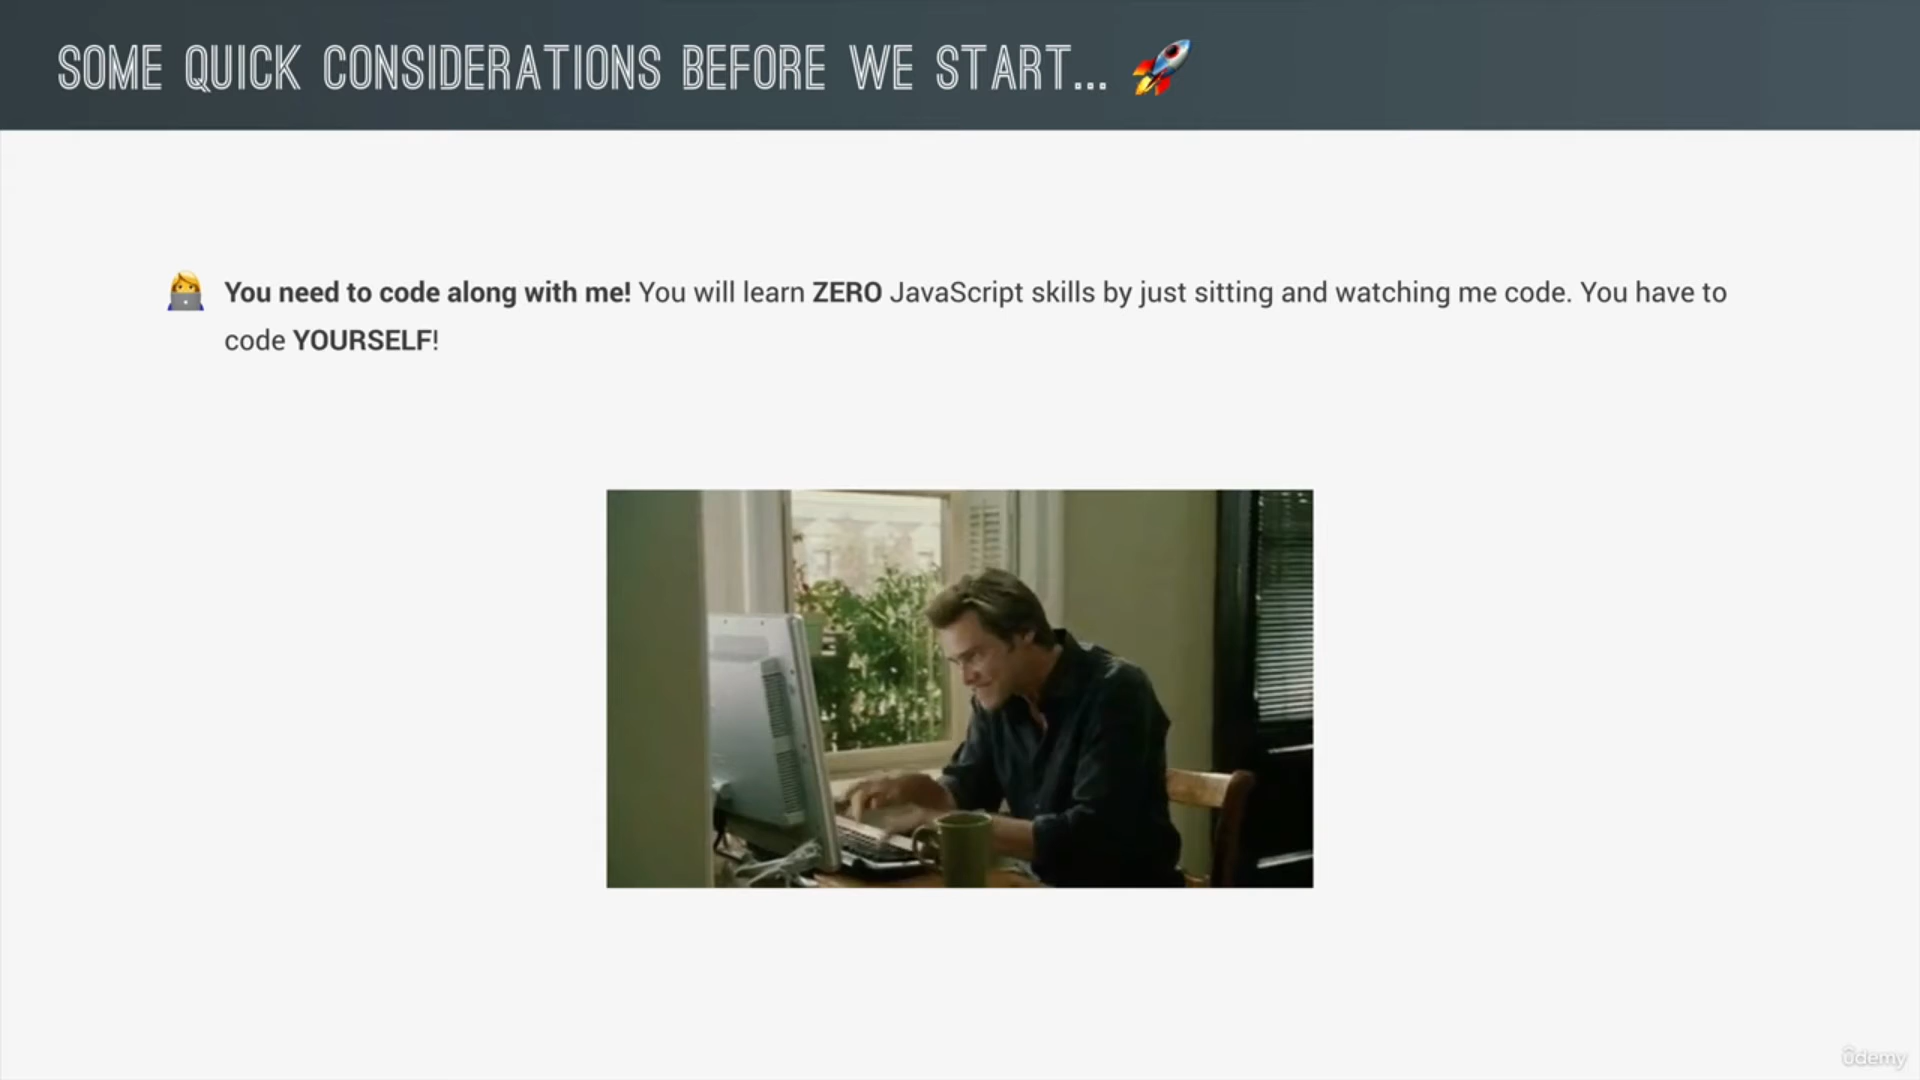 SOME QUICK CONSIDERATIONS BEFORE WE START... 🚀
👩‍💻 You need to code along with me! You will learn ZERO JavaScript skills by just sitting and watching me code. You have to
code YOURSELF!
ûdemy